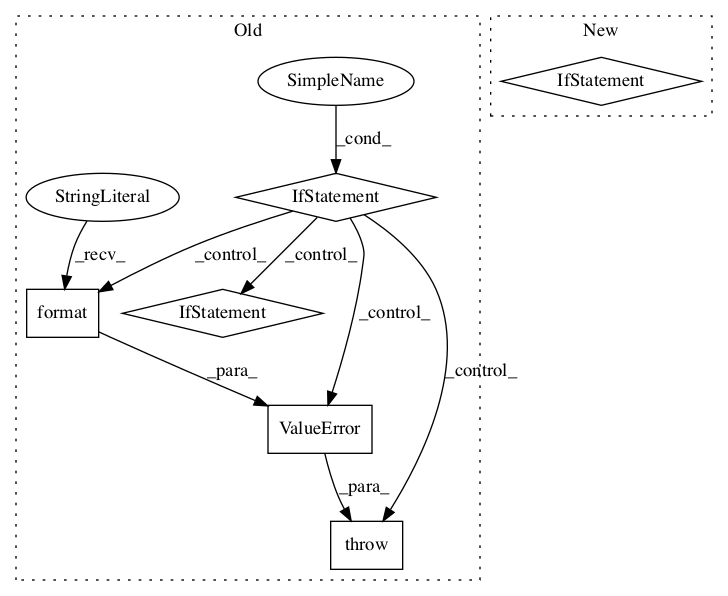 Old
New
SimpleName
IfStatement
_cond_
StringLiteral
IfStatement
_recv_
_control_
_control_
format
IfStatement
_control_
_control_
_para_
ValueError
_para_
throw